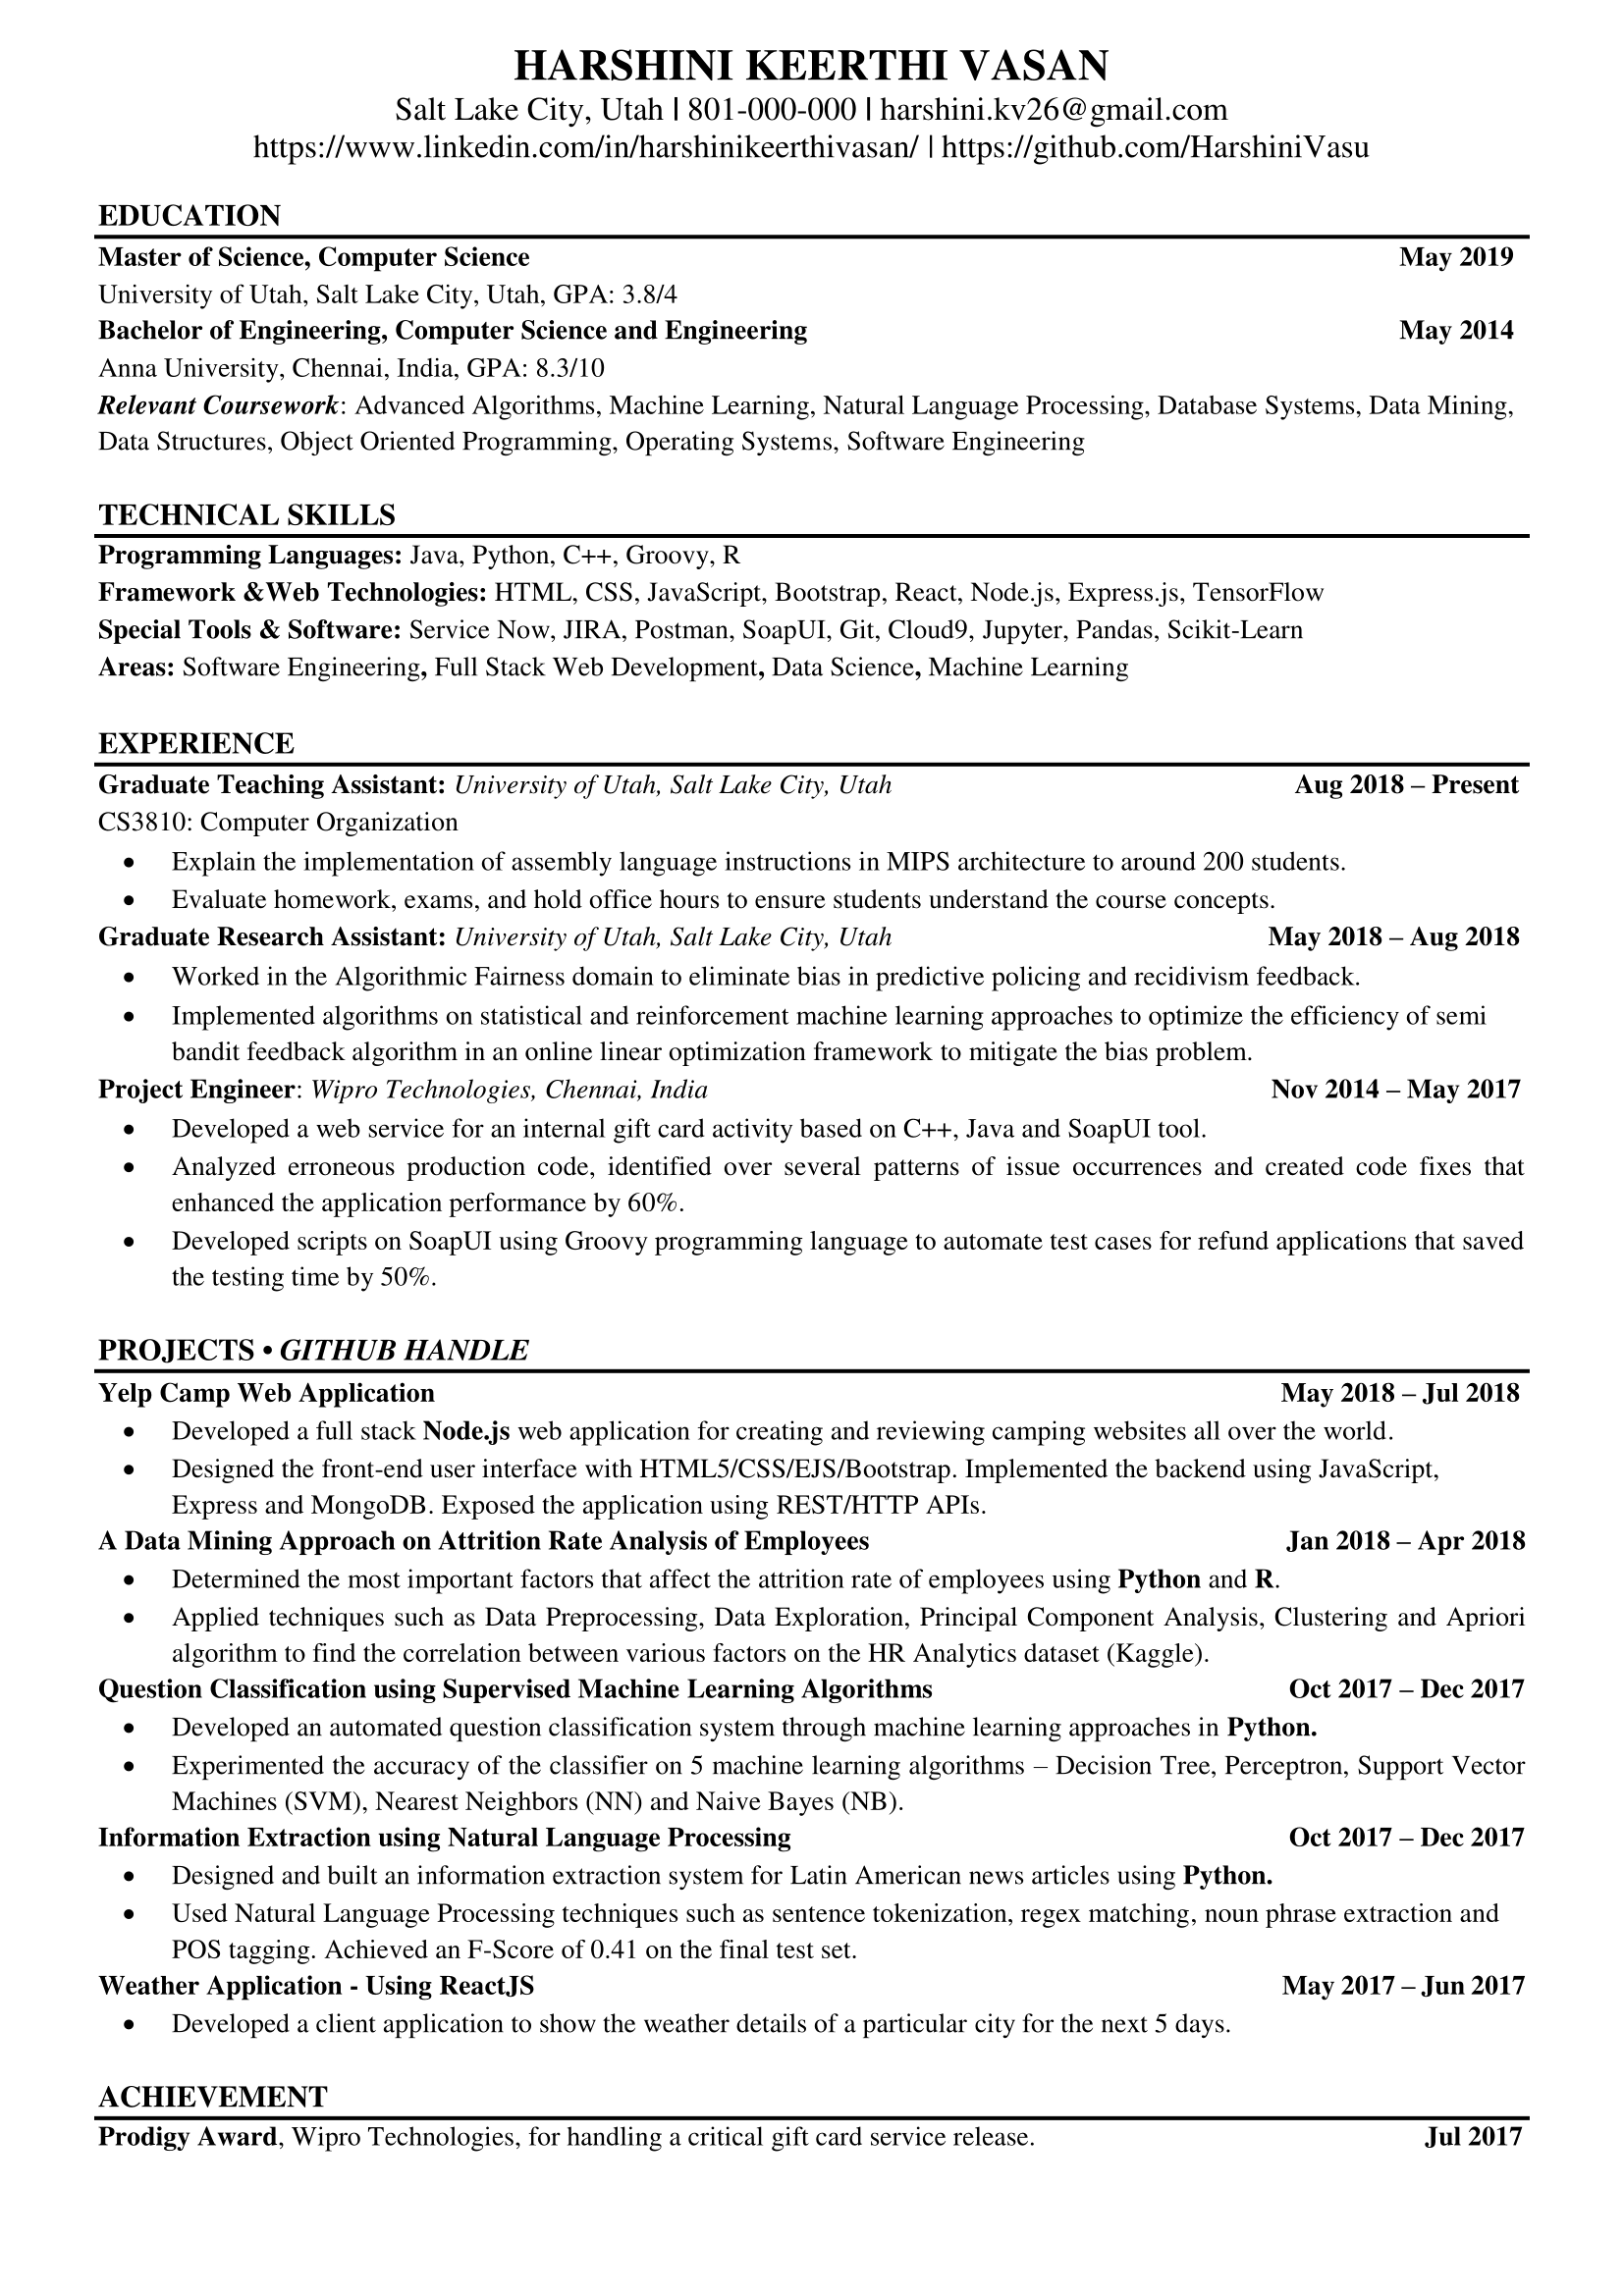 HARSHINI KEERTHI VASAN
Salt Lake City, Utah | 801-000-000 | harshini.kv26@gmail.com
https://www.linkedin.com/in/harshinikeerthivasan/ | https://github.com/HarshiniVasu
EDUCATION
Master of Science, Computer Science May 2019
University of Utah, Salt Lake City, Utah, GPA: 3.8/4
Bachelor of Engineering, Computer Science and Engineering May 2014
Anna University, Chennai, India, GPA: 8.3/10
Relevant Coursework: Advanced Algorithms, Machine Learning, Natural Language Processing, Database Systems, Data Mining,
Data Structures, Object Oriented Programming, Operating Systems, Software Engineering
TECHNICAL SKILLS
Programming Languages: Java, Python, C++, Groovy, R
Framework &Web Technologies: HTML, CSS, JavaScript, Bootstrap, React, Node.js, Express.js, TensorFlow
Special Tools & Software: Service Now, JIRA, Postman, SoapUI, Git, Cloud9, Jupyter, Pandas, Scikit-Learn
Areas: Software Engineering, Full Stack Web Development, Data Science, Machine Learning
EXPERIENCE
Graduate Teaching Assistant: University of Utah, Salt Lake City, Utah Aug 2018 – Present
CS3810: Computer Organization
• Explain the implementation of assembly language instructions in MIPS architecture to around 200 students.
• Evaluate homework, exams, and hold office hours to ensure students understand the course concepts.
Graduate Research Assistant: University of Utah, Salt Lake City, Utah May 2018 – Aug 2018
• Worked in the Algorithmic Fairness domain to eliminate bias in predictive policing and recidivism feedback.
• Implemented algorithms on statistical and reinforcement machine learning approaches to optimize the efficiency of semi
bandit feedback algorithm in an online linear optimization framework to mitigate the bias problem.
Project Engineer: Wipro Technologies, Chennai, India Nov 2014 – May 2017
• Developed a web service for an internal gift card activity based on C++, Java and SoapUI tool.
• Analyzed erroneous production code, identified over several patterns of issue occurrences and created code fixes that
enhanced the application performance by 60%.
• Developed scripts on SoapUI using Groovy programming language to automate test cases for refund applications that saved
the testing time by 50%.
PROJECTS • GITHUB HANDLE
Yelp Camp Web Application May 2018 – Jul 2018
• Developed a full stack Node.js web application for creating and reviewing camping websites all over the world.
• Designed the front-end user interface with HTML5/CSS/EJS/Bootstrap. Implemented the backend using JavaScript,
Express and MongoDB. Exposed the application using REST/HTTP APIs.
A Data Mining Approach on Attrition Rate Analysis of Employees Jan 2018 – Apr 2018
• Determined the most important factors that affect the attrition rate of employees using Python and R.
• Applied techniques such as Data Preprocessing, Data Exploration, Principal Component Analysis, Clustering and Apriori
algorithm to find the correlation between various factors on the HR Analytics dataset (Kaggle).
Question Classification using Supervised Machine Learning Algorithms Oct 2017 – Dec 2017
• Developed an automated question classification system through machine learning approaches in Python.
• Experimented the accuracy of the classifier on 5 machine learning algorithms – Decision Tree, Perceptron, Support Vector
Machines (SVM), Nearest Neighbors (NN) and Naive Bayes (NB).
Information Extraction using Natural Language Processing Oct 2017 – Dec 2017
• Designed and built an information extraction system for Latin American news articles using Python.
• Used Natural Language Processing techniques such as sentence tokenization, regex matching, noun phrase extraction and
POS tagging. Achieved an F-Score of 0.41 on the final test set.
Weather Application - Using ReactJS May 2017 – Jun 2017
• Developed a client application to show the weather details of a particular city for the next 5 days.
ACHIEVEMENT
Prodigy Award, Wipro Technologies, for handling a critical gift card service release. Jul 2017